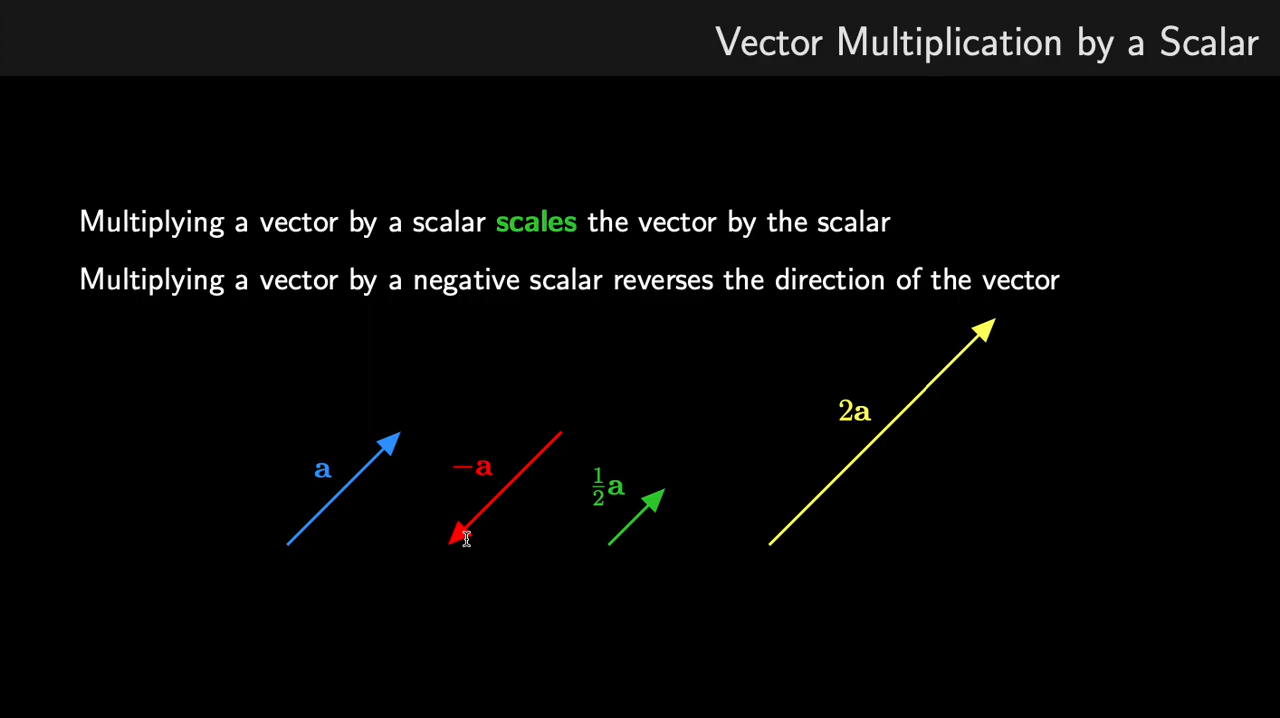 Vector Multiplication by a Scalar
Multiplying a vector by a scalar scales the vector by the scalar
Multiplying a vector by a negative scalar reverses the direction of the vector
a
−a
½a
2a